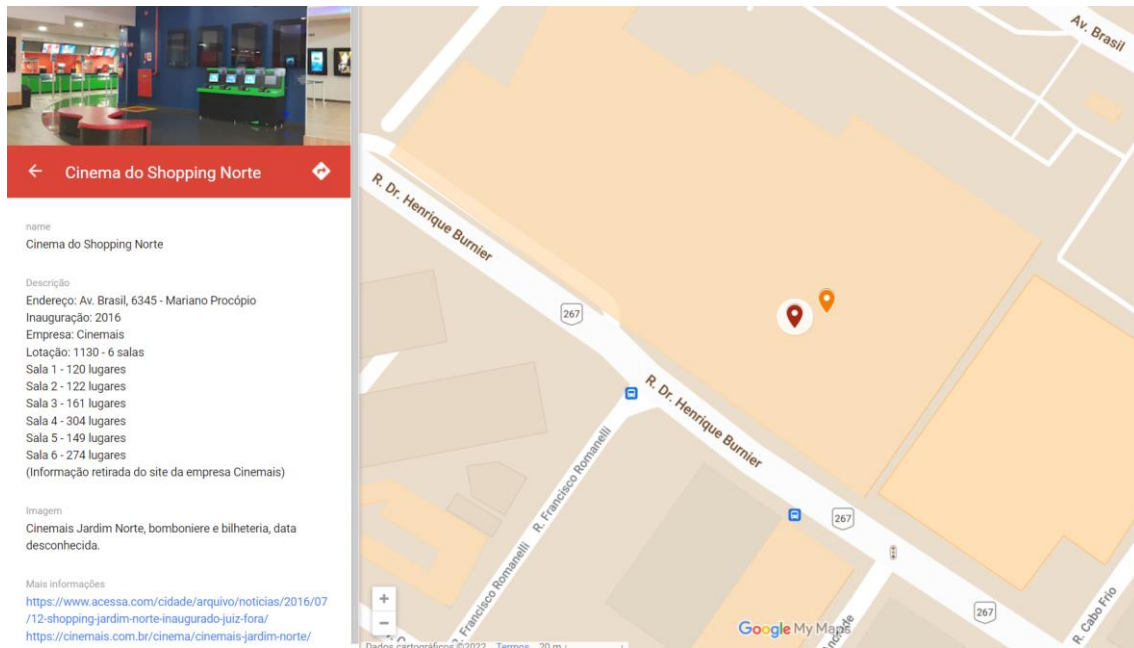 Cinema do Shopping Norte
name
Cinema do Shopping Norte
Descrição
Endereço: Av. Brasil, 6345 - Mariano Procópio
Inauguração: 2016
Empresa: Cinemais
Lotação: 1130 - 6 salas
Sala 1 - 120 lugares
Sala 2 - 122 lugares
Sala 3 - 161 lugares
Sala 4 - 304 lugares
Sala 5 - 149 lugares
Sala 6 - 274 lugares
(Informação retirada do site da empresa Cinemais)
Imagem
Cinemais Jardim Norte, bomboniere e bilheteria, data
desconhecida.
Mais informações
https://www.acessa.com/cidade/arquivo/noticias/2016/07
/12-shopping-jardim-norte-inaugurado-juiz-fora/
https://cinemais.com.br/cinema/cinemais-jardim-norte/
Av. Brasil
R. Dr. Henrique Burnier
267
R. Dr. Henrique Burnier
R. Francisco Romanelli
267
R. Francisco Romanelli
267
R. Cabo Frio
+
−
Google My Maps
Dados cartográficos ©2022 Termos 20 m